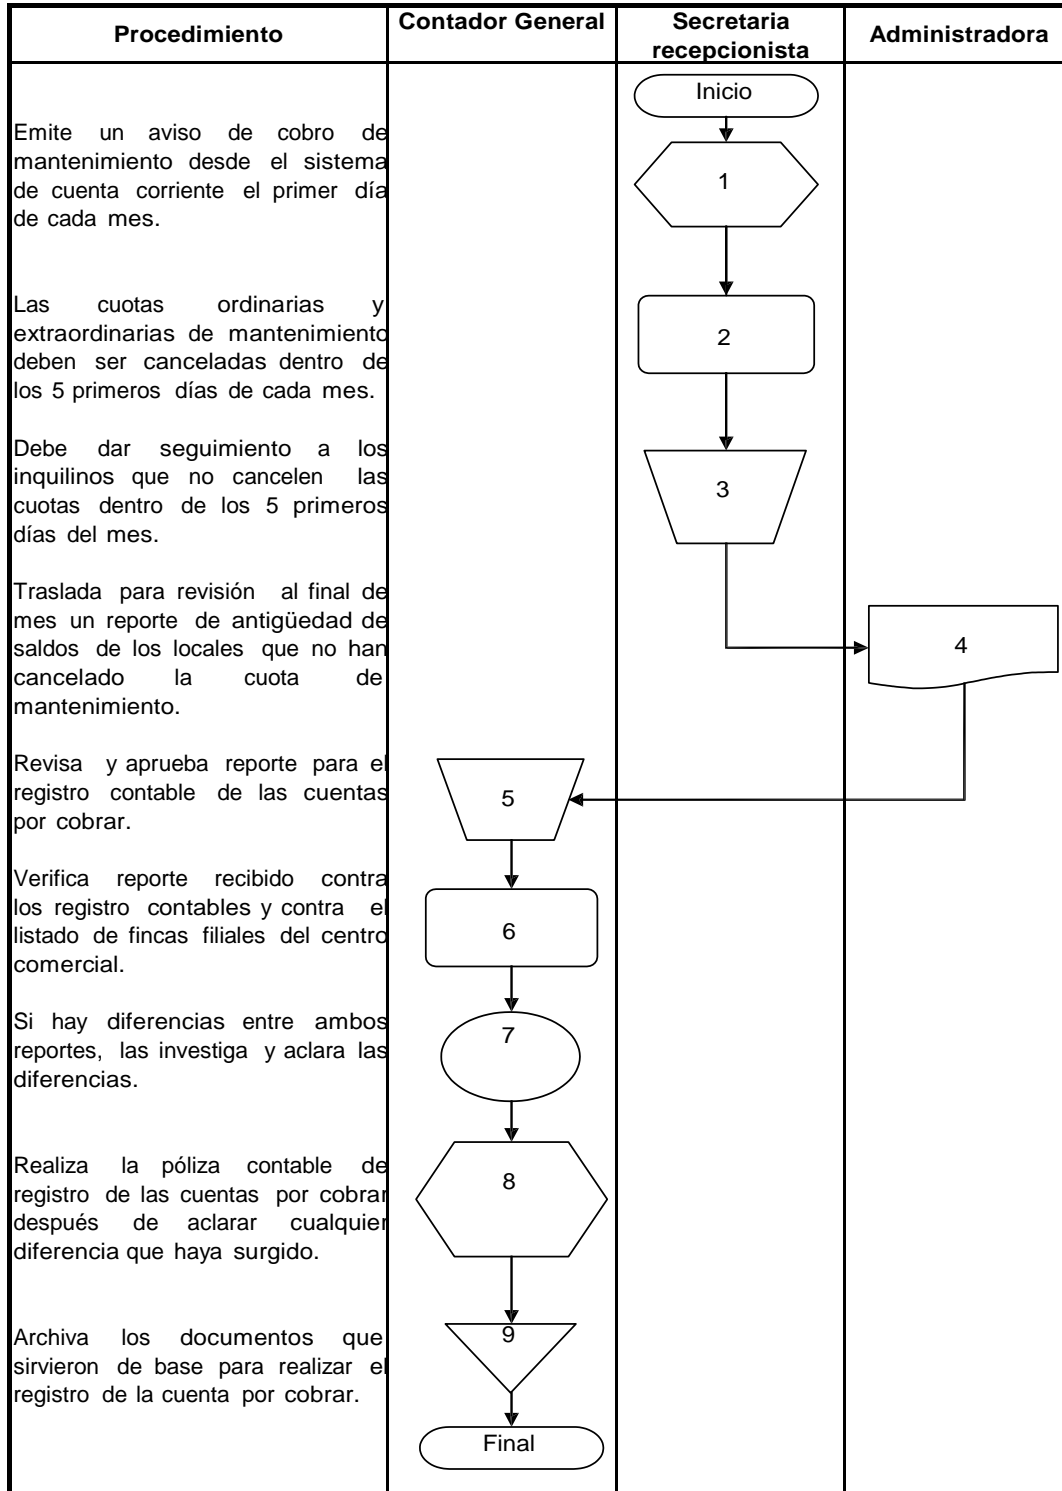 Procedimiento
Contador General
Secretaria
recepcionista
Administradora
Inicio
Emite un aviso de cobro de
mantenimiento desde el sistema
de cuenta corriente el primer día
de cada mes.
1
Las cuotas ordinarias y
extraordinarias de mantenimiento
deben ser canceladas dentro de
los 5 primeros días de cada mes.
2
Debe dar seguimiento a los
inquilinos que no cancelen las
cuotas dentro de los 5 primeros
días del mes.
3
Traslada para revisión al final de
mes un reporte de antigüedad de
saldos de los locales que no han
cancelado la cuota de
mantenimiento.
4
Revisa y aprueba reporte para el
registro contable de las cuentas
por cobrar.
5
Verifica reporte recibido contra
los registro contables y contra el
listado de fincas filiales del centro
comercial.
6
Si hay diferencias entre ambos
reportes, las investiga y aclara las
diferencias.
7
Realiza la póliza contable de
registro de las cuentas por cobrar
después de aclarar cualquier
diferencia que haya surgido.
8
Archiva los documentos que
sirvieron de base para realizar el
registro de la cuenta por cobrar.
9
Final